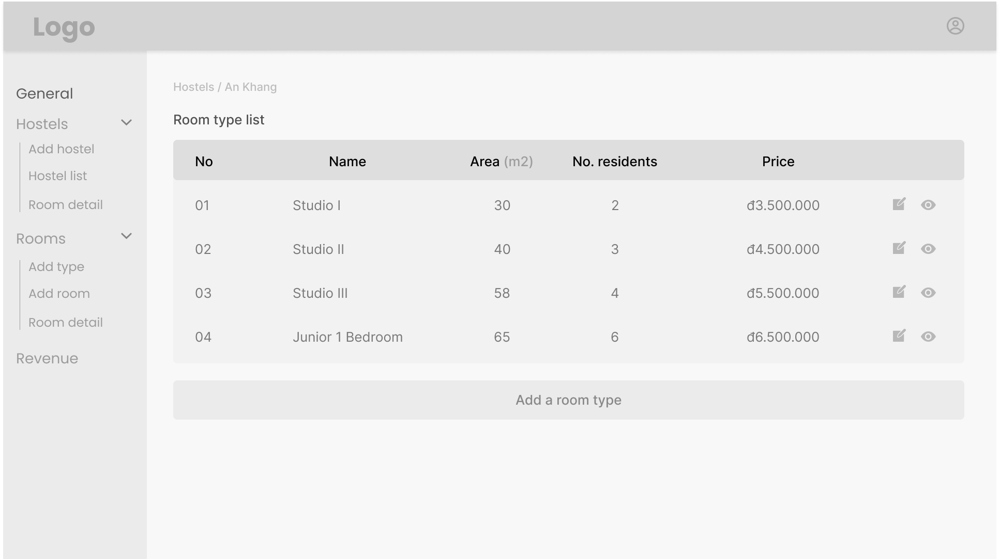 Logo
General
Hostels
Add hostel
Hostel list
Room detail
Rooms
Add type
Add room
Room detail
Revenue
Hostels / An Khang
Room type list
No Name Area (m2) No. residents Price
01 Studio I 30 2 đ3.500.000
02 Studio II 40 3 đ4.500.000
03 Studio III 58 4 đ5.500.000
04 Junior 1 Bedroom 65 6 đ6.500.000
Add a room type